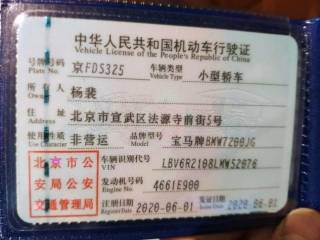 中华人民共和国机动车行驶证
Vehicle License of the People's Republic of China
号牌号码 京FDS325 车辆类型 小型轿车
Plate No. Vehicle Type
所有人 杨裴
Owner
住址 北京市宣武区法源寺前街5号
Address
使用性质 非营运 品牌型号 宝马牌BMW7200JG
Use Character Model
北京市公 车辆识别代号 LBV6R2108LMWS2076
VIN
安局公安 发动机号码 4661E900
Engine No.
交通管理局 注册日期 2020-06-01 发证日期 2020-06-01
Register Date Issue Date